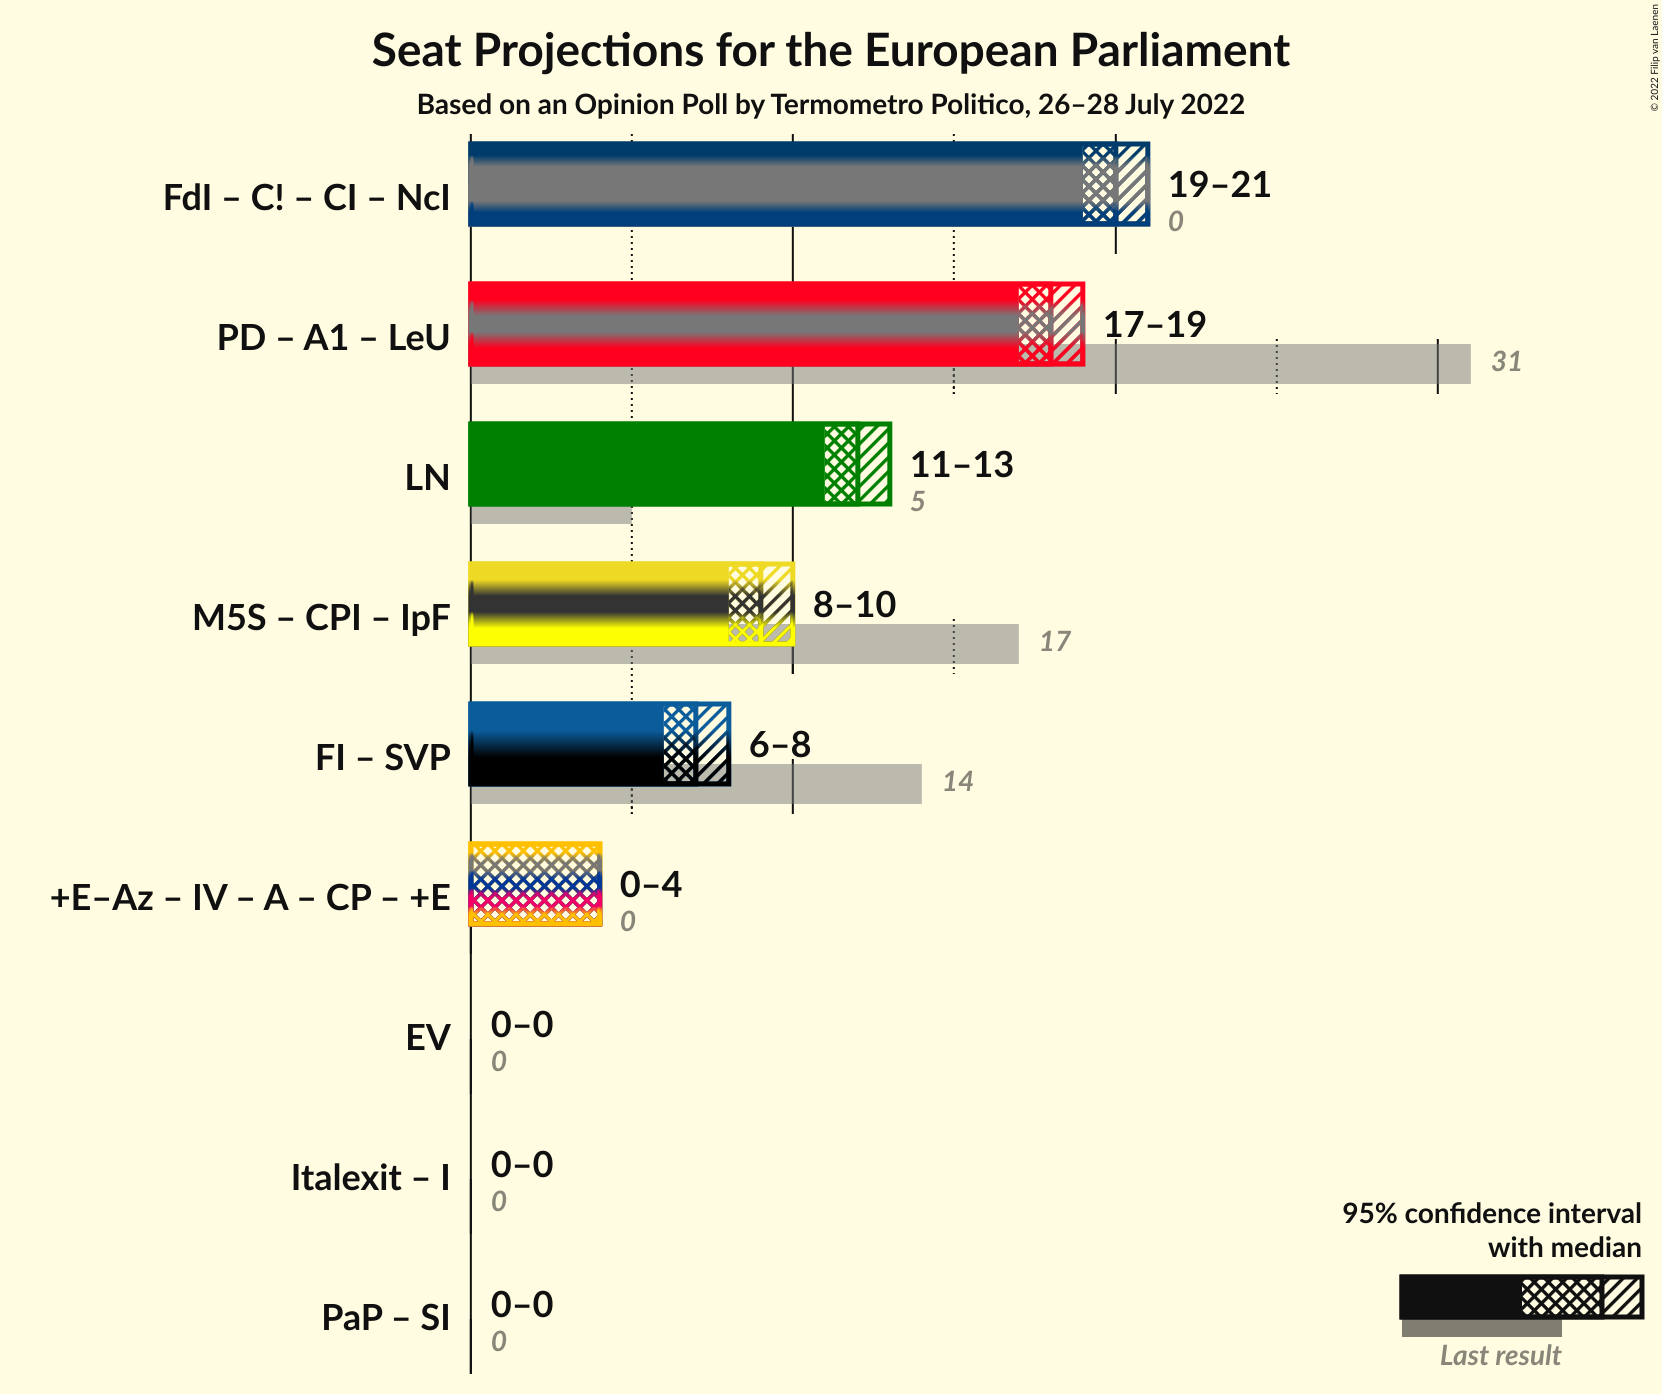 Seat Projections for the European Parliament
Based on an Opinion Poll by Termometro Politico, 26–28 July 2022
© 2022 Filip van Laenen
FdI – C! – CI – NcI
19–21
0
PD – A1 – LeU
17–19
31
LN
11–13
5
M5S – CPI – IpF
8–10
17
FI – SVP
6–8
14
+E–Az – IV – A – CP – +E
0–4
0
EV
0–0
0
Italexit – I
0–0
0
PaP – SI
0–0
0
95% confidence interval
with median
Last result